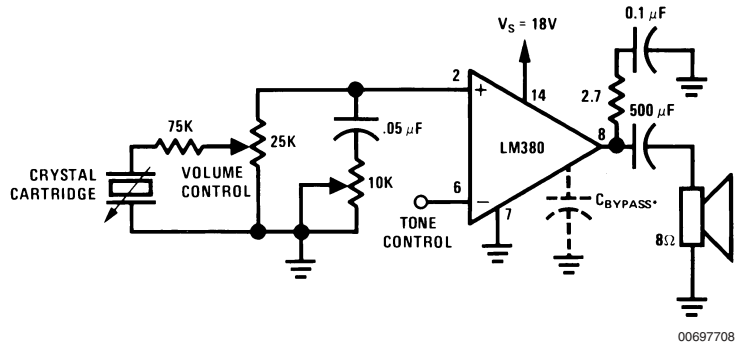 0.1 µF
V_S = 18V
2
14
2.7
500 µF
+
75K
25K
.05 µF
LM380
8
CRYSTAL
CARTRIDGE
VOLUME
CONTROL
10K
6
−
7
C_BYPASS*
TONE
CONTROL
8Ω
00697708